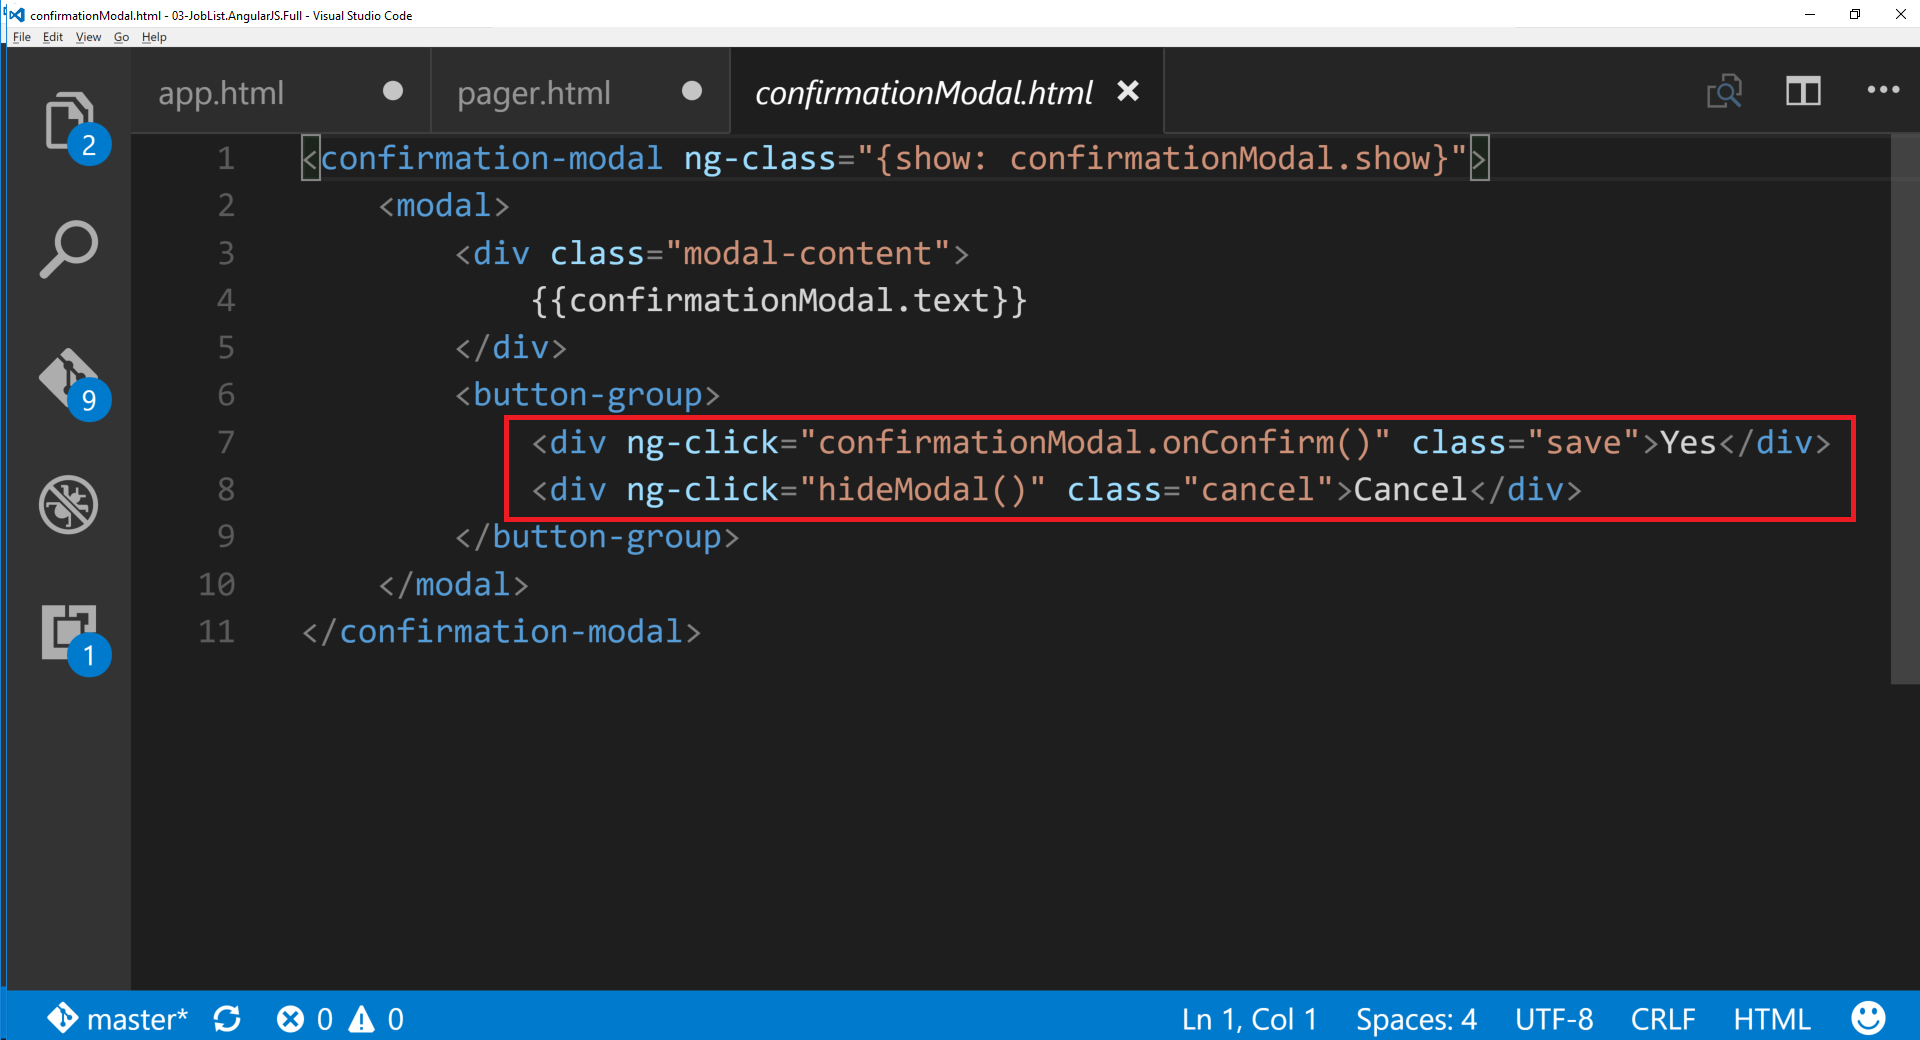 confirmationModal.html - 03-JobList.AngularJS.Full - Visual Studio Code
File Edit View Go Help
app.html pager.html confirmationModal.html
2
9
1
1 <confirmation-modal ng-class="{show: confirmationModal.show}">
2 <modal>
3 <div class="modal-content">
4 {{confirmationModal.text}}
5 </div>
6 <button-group>
7 <div ng-click="confirmationModal.onConfirm()" class="save">Yes</div>
8 <div ng-click="hideModal()" class="cancel">Cancel</div>
9 </button-group>
10 </modal>
11 </confirmation-modal>
master* 0 0 Ln 1, Col 1 Spaces: 4 UTF-8 CRLF HTML